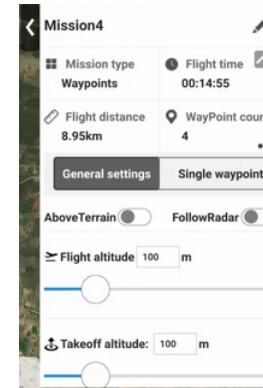 Mission4
Mission type
Waypoints
Flight time
00:14:55
Flight distance
8.95km
WayPoint coun
4
General settings
Single waypoint
AboveTerrain
FollowRadar
Flight altitude 100 m
Takeoff altitude: 100 m